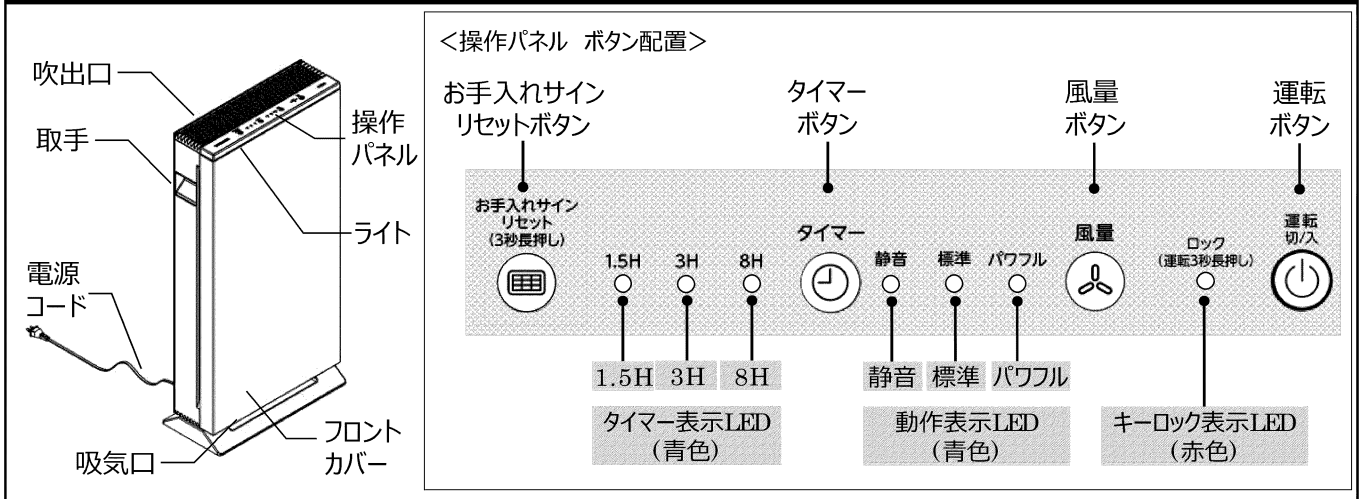 吹出口
取手
操作
パネル
ライト
電源
コード
フロント
カバー
吸気口
＜操作パネル ボタン配置＞
お手入れサイン
リセットボタン
タイマー
ボタン
風量
ボタン
運転
ボタン
お手入れサイン
リセット
(3秒長押し)
1.5H 3H 8H
タイマー
静音 標準 パワフル
風量
ロック
(運転3秒長押し)
運転
切/入
1.5H 3H 8H
静音 標準 パワフル
タイマー表示LED
(青色)
動作表示LED
(青色)
キーロック表示LED
(赤色)